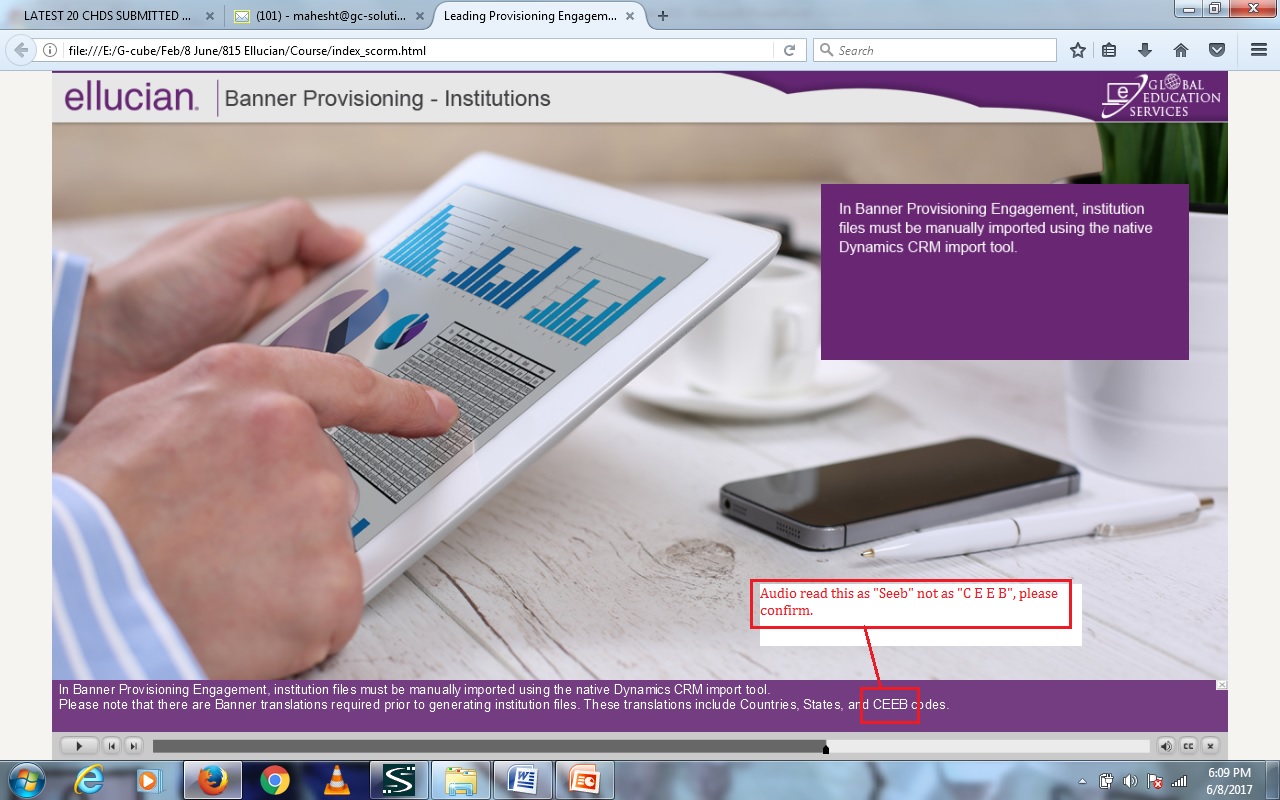 LATEST 20 CHDS SUBMITTED ...
(101) - mahesht@gc-soluti...
Leading Provisioning Engagem...
file:///E:/G-cube/Feb/8 June/815 Ellucian/Course/index_scorm.html
Search
ellucian.
Banner Provisioning - Institutions
e
GLOBAL
EDUCATION
SERVICES
In Banner Provisioning Engagement, institution
files must be manually imported using the native
Dynamics CRM import tool.
Audio read this as "Seeb" not as "C E E B", please
confirm.
In Banner Provisioning Engagement, institution files must be manually imported using the native Dynamics CRM import tool.
Please note that there are Banner translations required prior to generating institution files. These translations include Countries, States, and CEEB codes.
CC
6:09 PM
6/8/2017